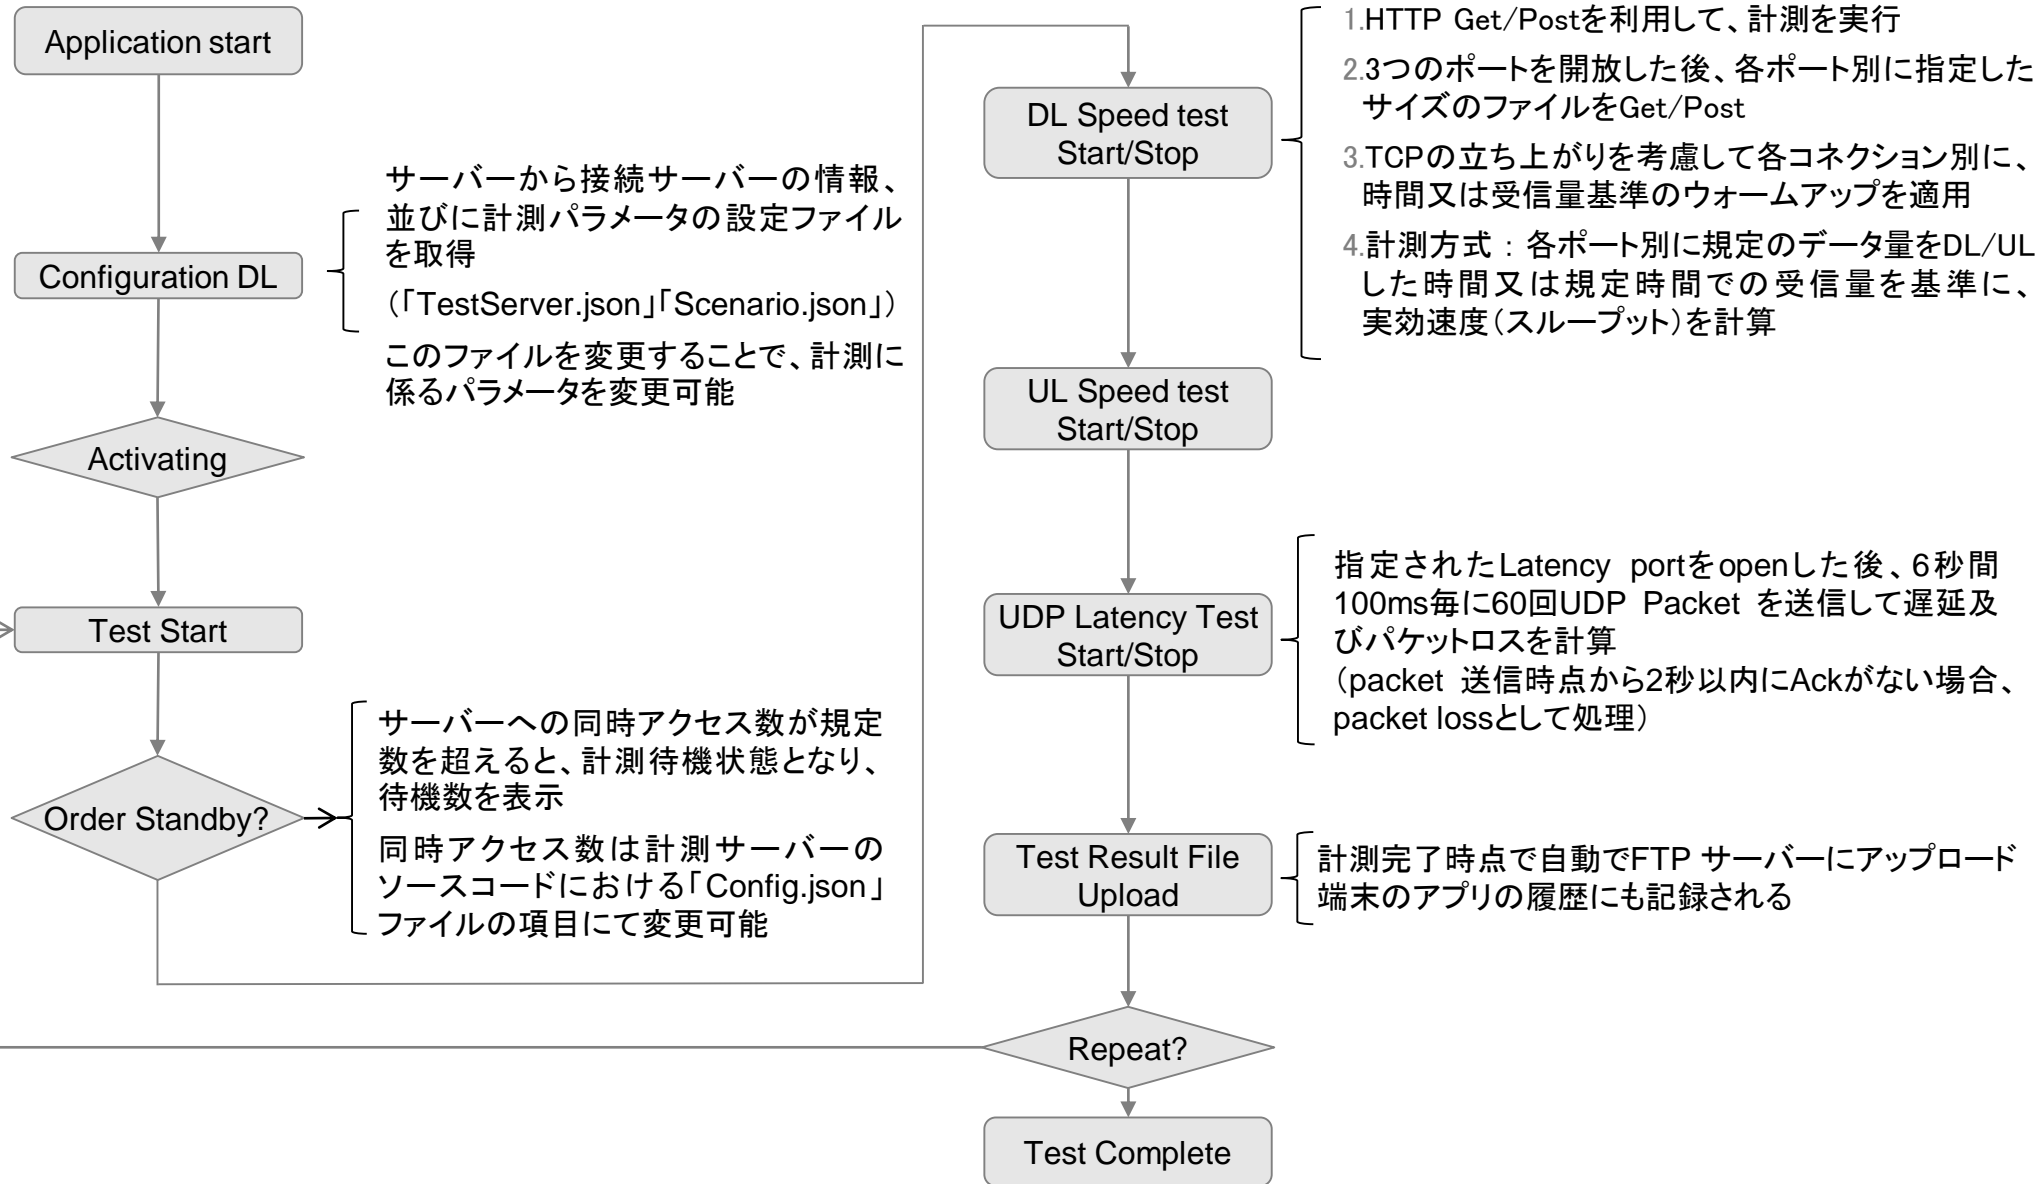 Application start
サーバーから接続サーバーの情報、
並びに計測パラメータの設定ファイル
を取得
Configuration DL
（「TestServer.json」「Scenario.json」）
このファイルを変更することで、計測に
係るパラメータを変更可能
Activating
Test Start
サーバーへの同時アクセス数が規定
数を超えると、計測待機状態となり、
待機数を表示
Order Standby?
同時アクセス数は計測サーバーの
ソースコードにおける「Config.json」
ファイルの項目にて変更可能
DL Speed test
Start/Stop
1.HTTP Get/Postを利用して、計測を実行
2.3つのポートを開放した後、各ポート別に指定した
サイズのファイルをGet/Post
3.TCPの立ち上がりを考慮して各コネクション別に、
時間又は受信量基準のウォームアップを適用
4.計測方式：各ポート別に規定のデータ量をDL/UL
した時間又は規定時間での受信量を基準に、
実効速度（スループット）を計算
UL Speed test
Start/Stop
UDP Latency Test
Start/Stop
指定されたLatency portをopenした後、6秒間
100ms毎に60回UDP Packet を送信して遅延及
びパケットロスを計算
（packet 送信時点から2秒以内にAckがない場合、
packet lossとして処理）
Test Result File
Upload
計測完了時点で自動でFTP サーバーにアップロード
端末のアプリの履歴にも記録される
Repeat?
Test Complete